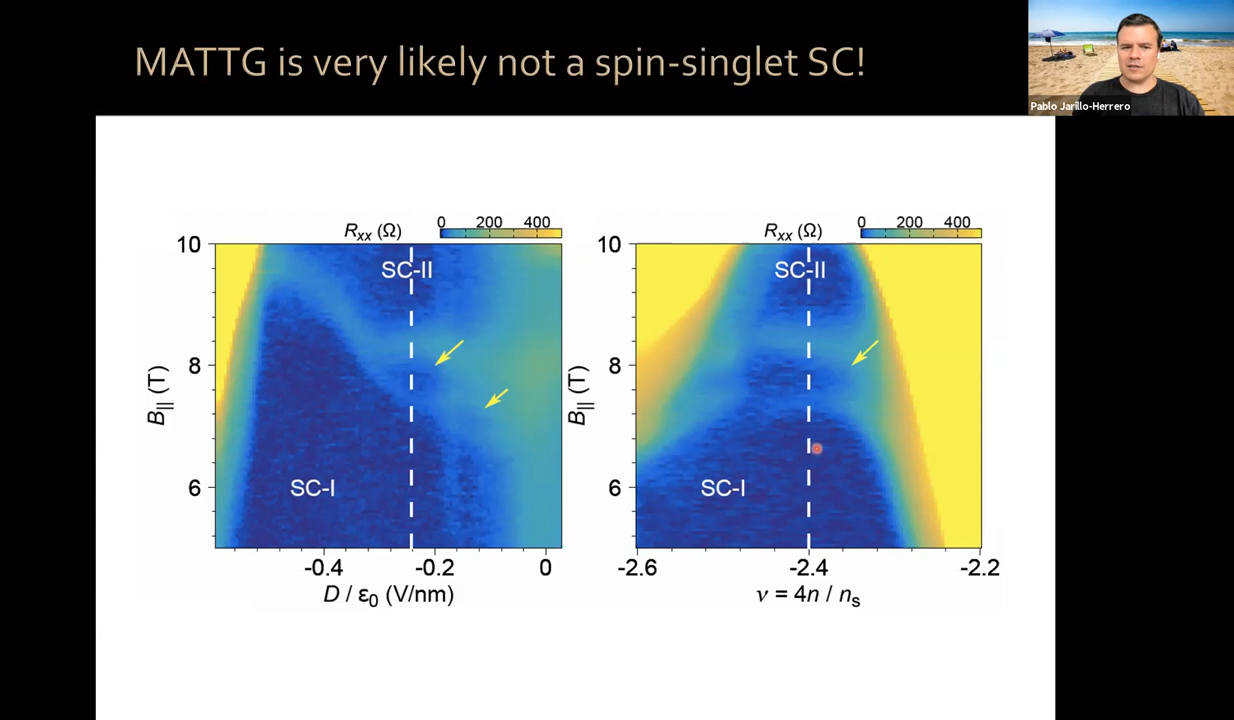 MATTG is very likely not a spin-singlet SC!
Pablo Jarillo-Herrero
Rxx (Ω) 0 200 400
10
8
6
B|| (T)
SC-II
SC-I
-0.4 -0.2 0
D / ε0 (V/nm)
Rxx (Ω) 0 200 400
10
8
6
B|| (T)
SC-II
SC-I
-2.6 -2.4 -2.2
ν = 4n / ns